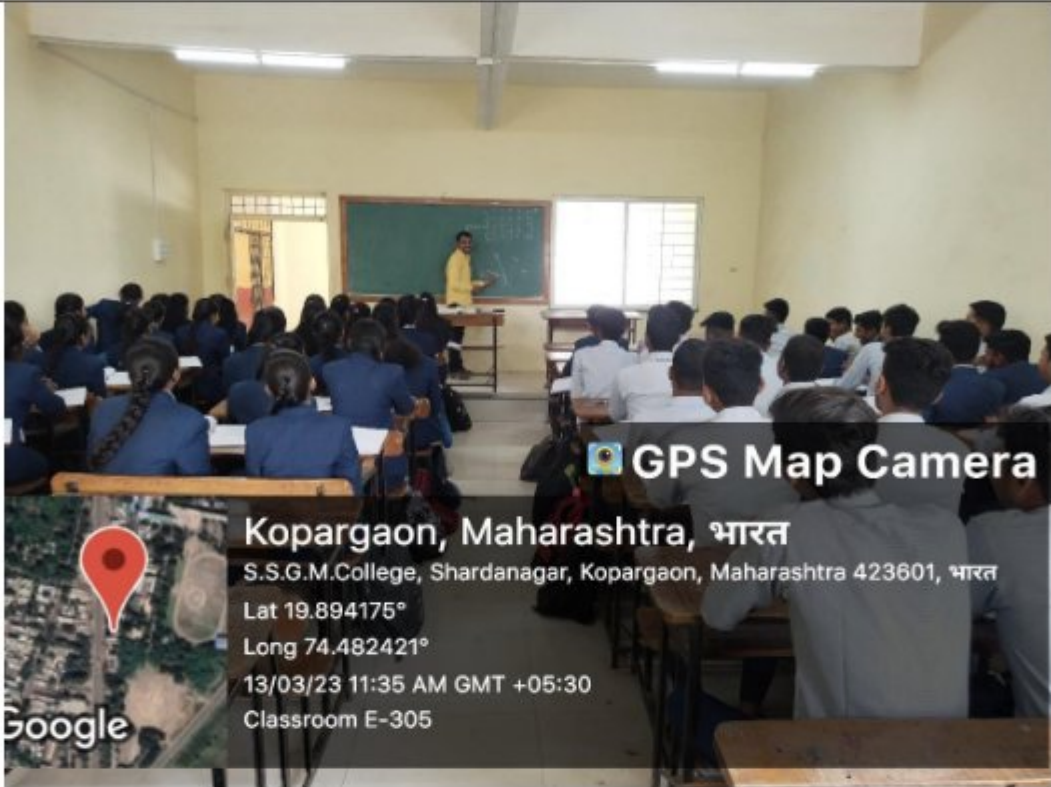 GPS Map Camera
Kopargaon, Maharashtra, भारत
S.S.G.M.College, Shardanagar, Kopargaon, Maharashtra 423601, भारत
Lat 19.894175°
Long 74.482421°
13/03/23 11:35 AM GMT +05:30
Classroom E-305
Google